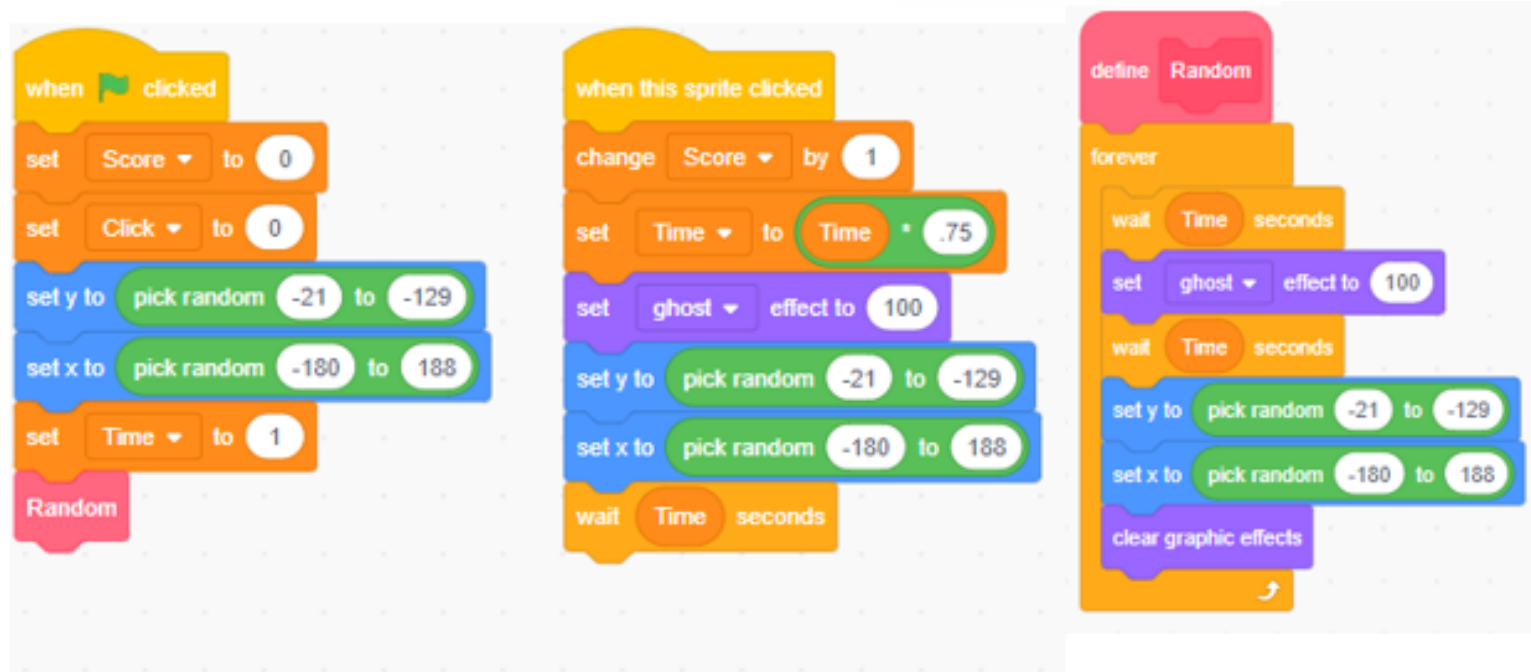 when clicked
set Score to 0
set Click to 0
set y to pick random -21 to -129
set x to pick random -180 to 188
set Time to 1
Random
when this sprite clicked
change Score by 1
set Time to Time * .75
set ghost effect to 100
set y to pick random -21 to -129
set x to pick random -180 to 188
wait Time seconds
define Random
forever
wait Time seconds
set ghost effect to 100
wait Time seconds
set y to pick random -21 to -129
set x to pick random -180 to 188
clear graphic effects